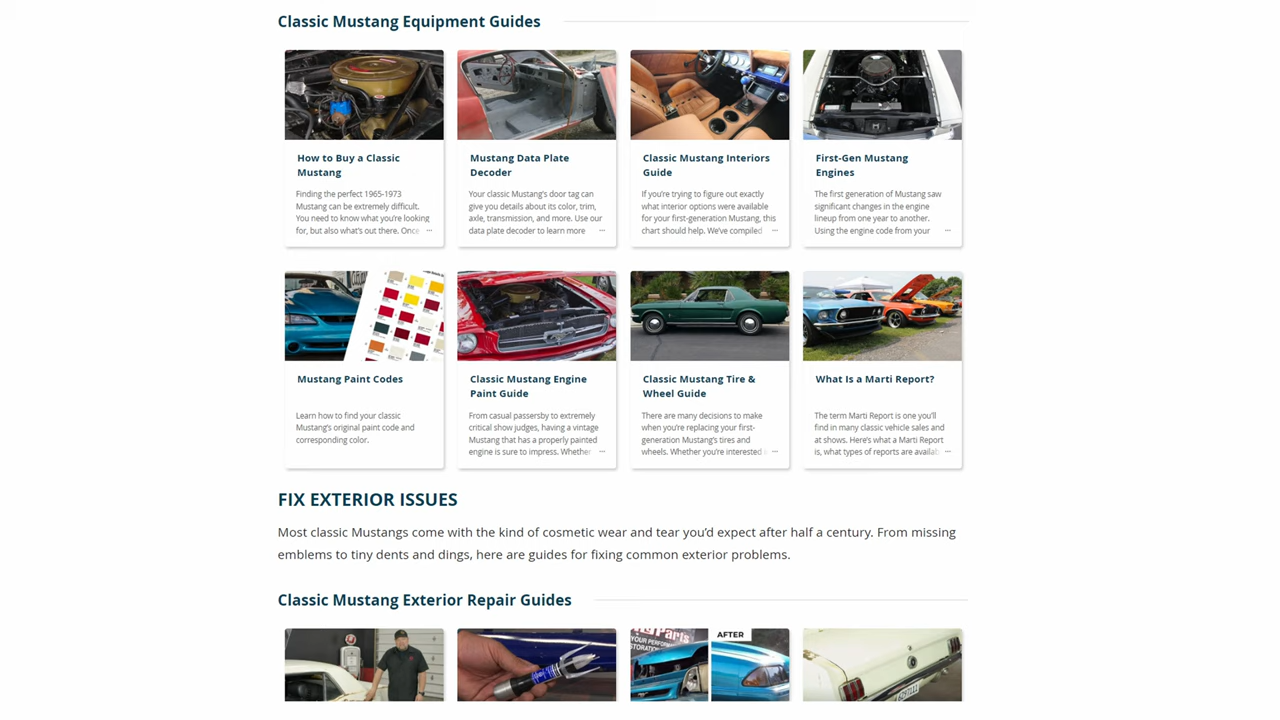 Classic Mustang Equipment Guides
How to Buy a Classic
Mustang
Finding the perfect 1965-1973
Mustang can be extremely difficult.
You need to know what you're looking
for, but also what's out there. Once ...
Mustang Data Plate
Decoder
Your classic Mustang's door tag can
give you details about its color, trim,
axle, transmission, and more. Use our
data plate decoder to learn more ...
Classic Mustang Interiors
Guide
If you're trying to figure out exactly
what interior options were available
for your first-generation Mustang, this
chart should help. We've compiled ...
First-Gen Mustang
Engines
The first generation of Mustang saw
significant changes in the engine
lineup from one year to another.
Using the engine code from your ...
Mustang Paint Codes
Learn how to find your classic
Mustang's original paint code and
corresponding color.
Classic Mustang Engine
Paint Guide
From casual passersby to extremely
critical show judges, having a vintage
Mustang that has a properly painted
engine is sure to impress. Whether ...
Classic Mustang Tire &
Wheel Guide
There are many decisions to make
when you're replacing your first-
generation Mustang's tires and
wheels. Whether you're interested ...
What Is a Marti Report?
The term Marti Report is one you'll
find in many classic vehicle sales and
at shows. Here's what a Marti Report
is, what types of reports are availab ...
FIX EXTERIOR ISSUES
Most classic Mustangs come with the kind of cosmetic wear and tear you'd expect after half a century. From missing
emblems to tiny dents and dings, here are guides for fixing common exterior problems.
Classic Mustang Exterior Repair Guides
Parts
YOUR PERFORM
RESTORATION
AFTER